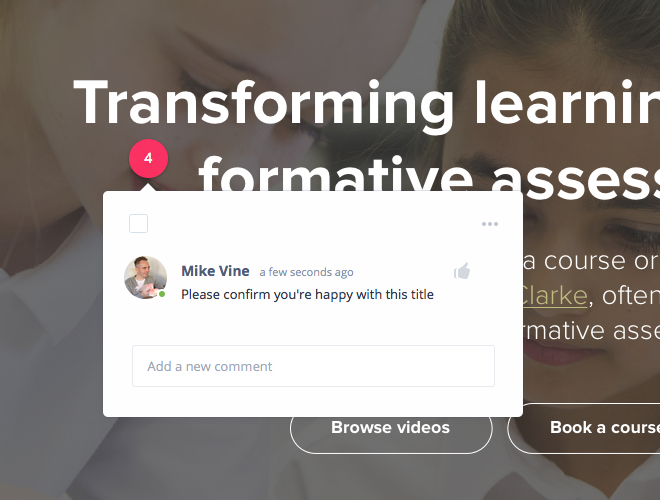 Transforming learnin
4
formative assess
Mike Vine a few seconds ago
Please confirm you're happy with this title
Add a new comment
a course or
Clarke, often
rmative asse
Browse videos
Book a course